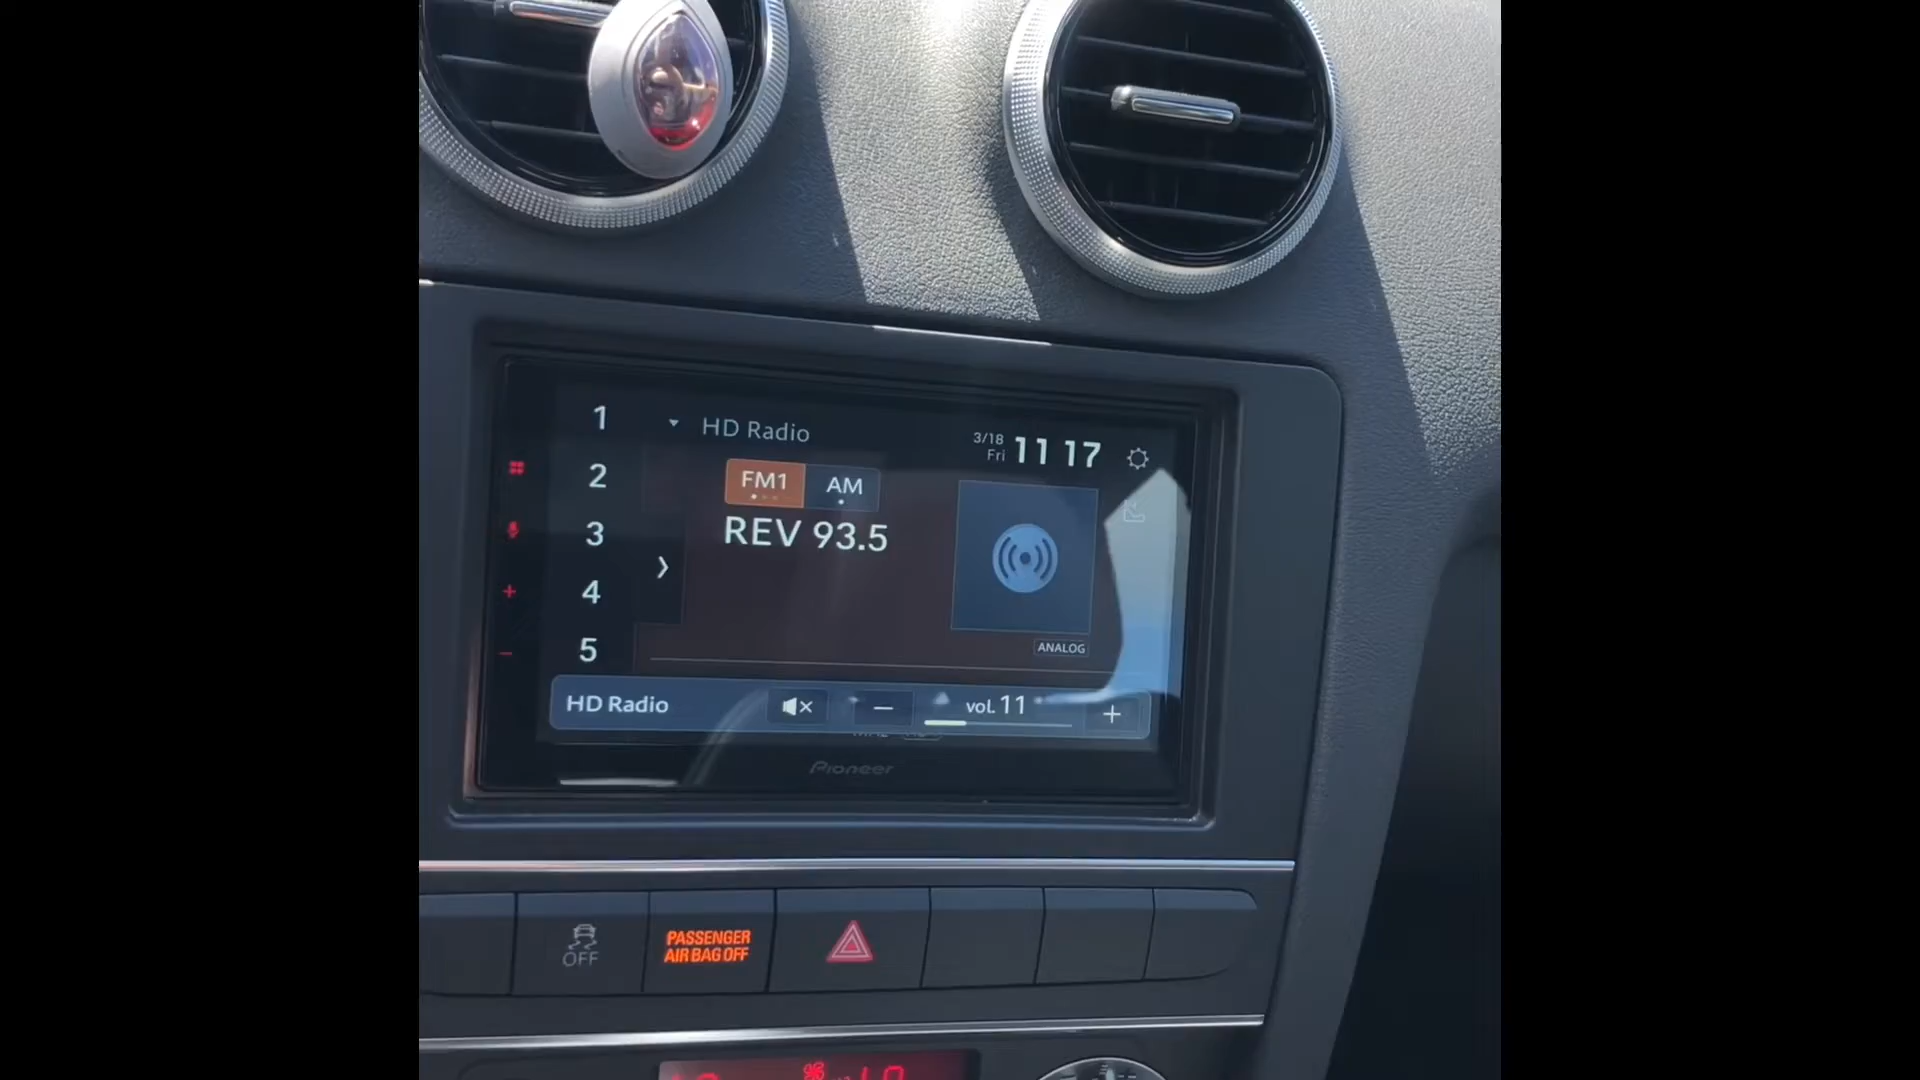 1
2
3
4
5
HD Radio
3/18
Fri
11 17
FM1
AM
REV 93.5
ANALOG
HD Radio
vol. 11
Pioneer
OFF
PASSENGER
AIR BAG OFF